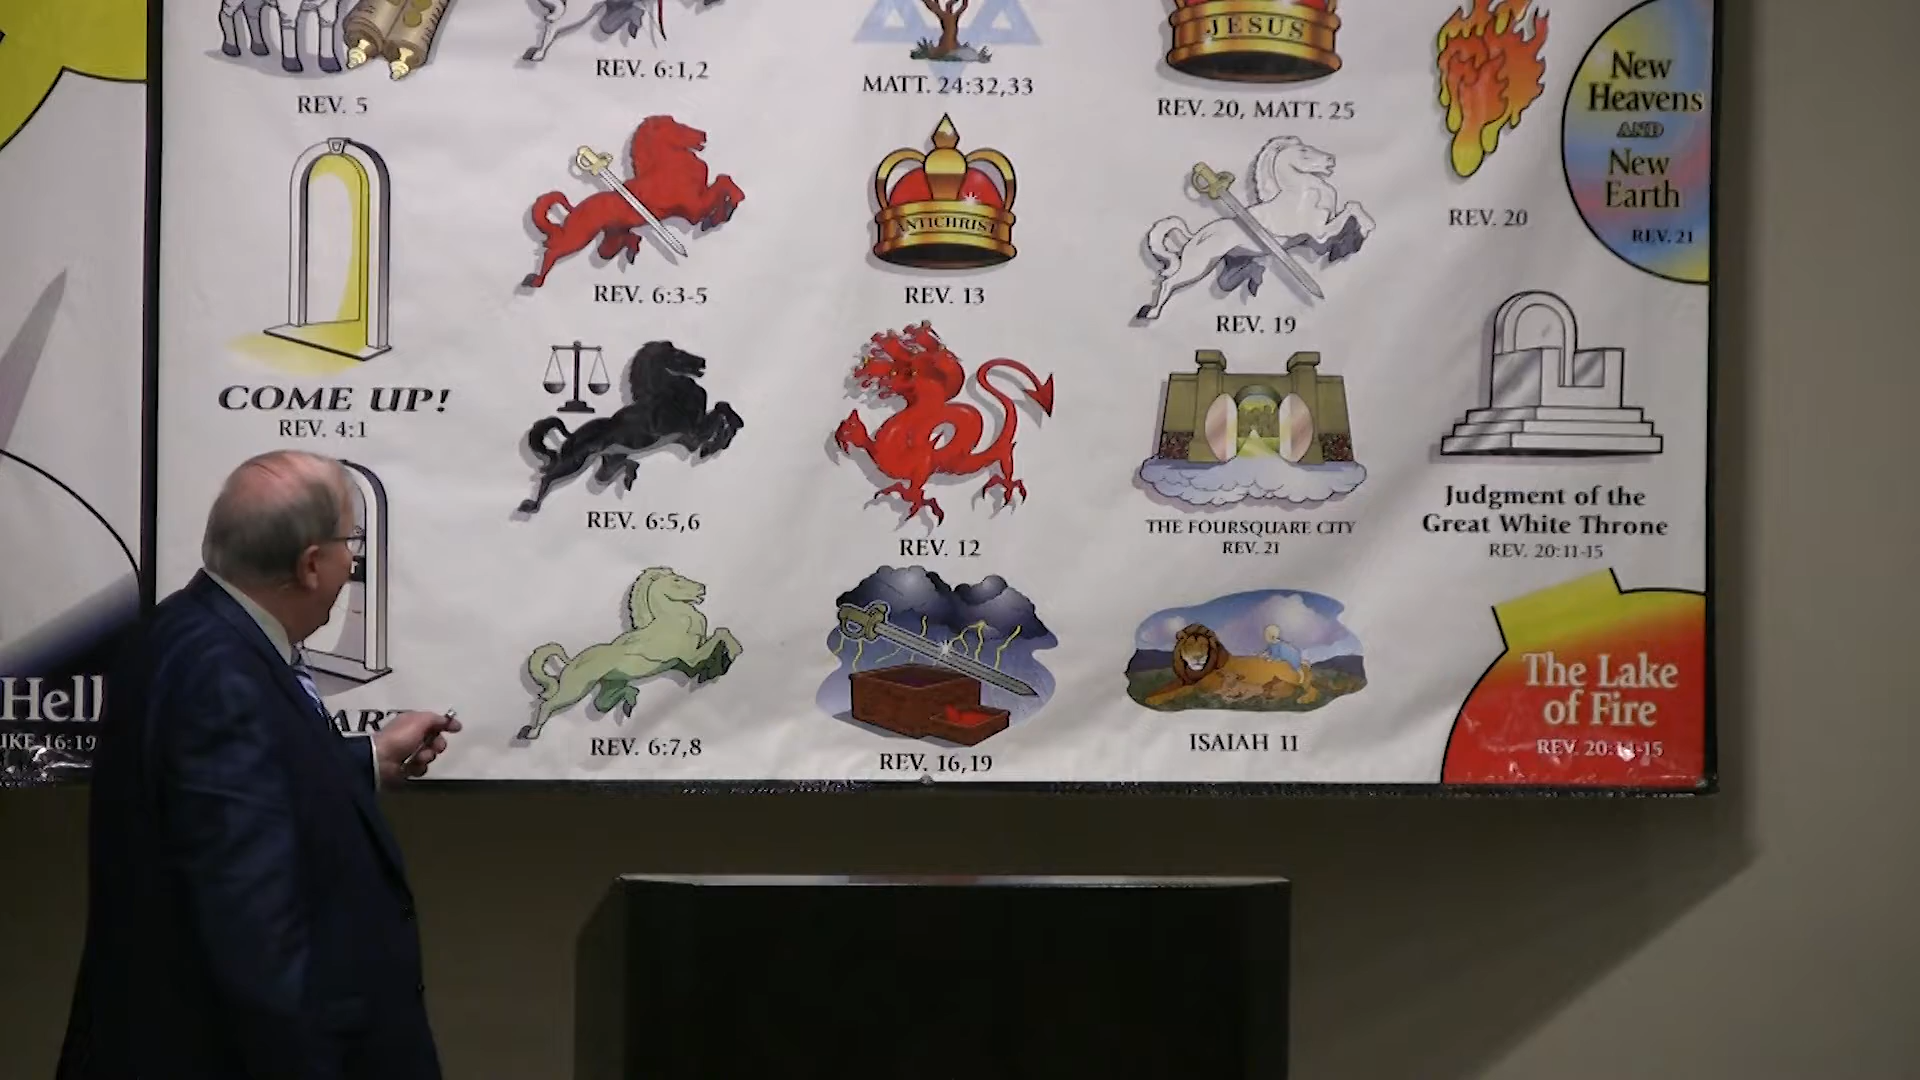 Hell
16:19
REV. 5
COME UP!
REV. 4:1
REV. 6:1,2
REV. 6:3-5
REV. 6:5,6
REV. 6:7,8
MATT. 24:32,33
ANTICHRIST
REV. 13
REV. 12
REV. 16,19
JESUS
REV. 20, MATT. 25
REV. 19
THE FOURSQUARE CITY
REV. 21
ISAIAH 11
REV. 20
New
Heavens
AND
New
Earth
REV. 21
Judgment of the
Great White Throne
REV. 20:11-15
The Lake
of Fire